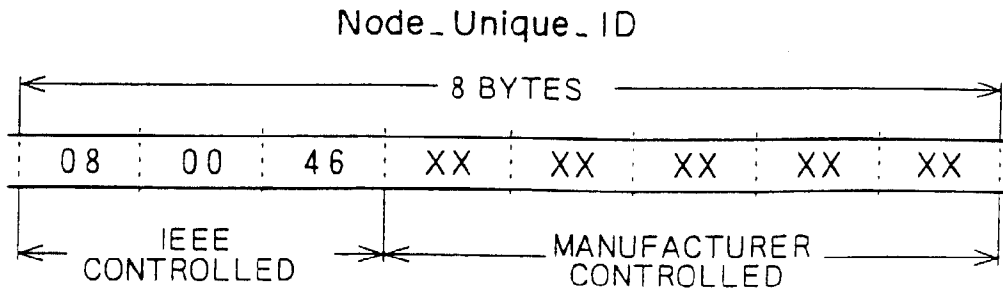 Node_Unique_ID
8 BYTES
08 00 46 XX XX XX XX XX
IEEE
CONTROLLED
MANUFACTURER
CONTROLLED